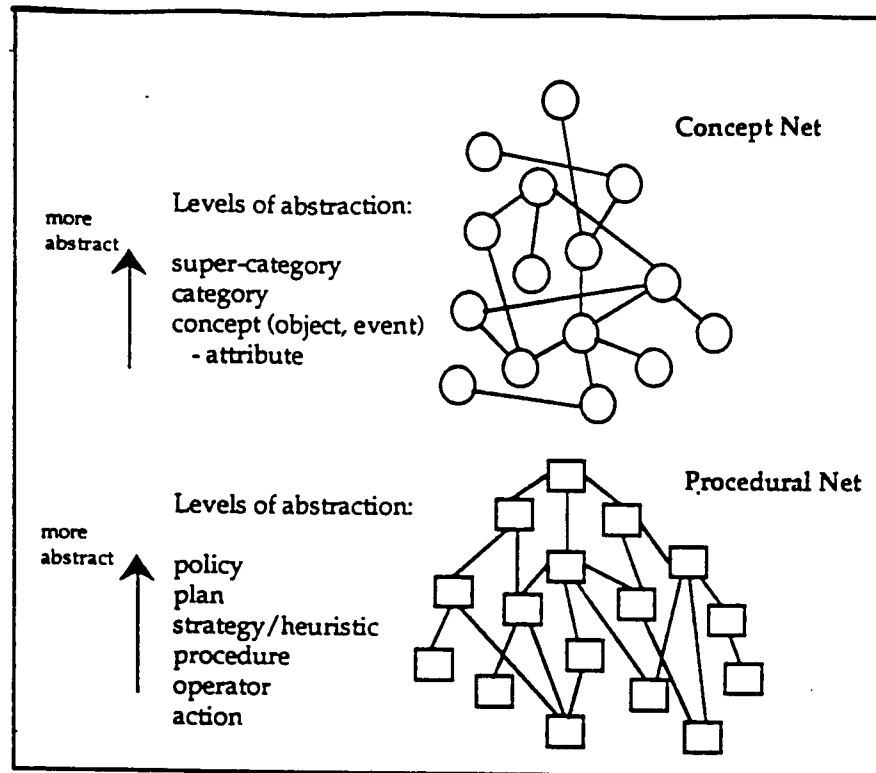 Concept Net
Levels of abstraction:
more
abstract
super-category
category
concept (object, event)
- attribute
Procedural Net
Levels of abstraction:
more
abstract
policy
plan
strategy/heuristic
procedure
operator
action